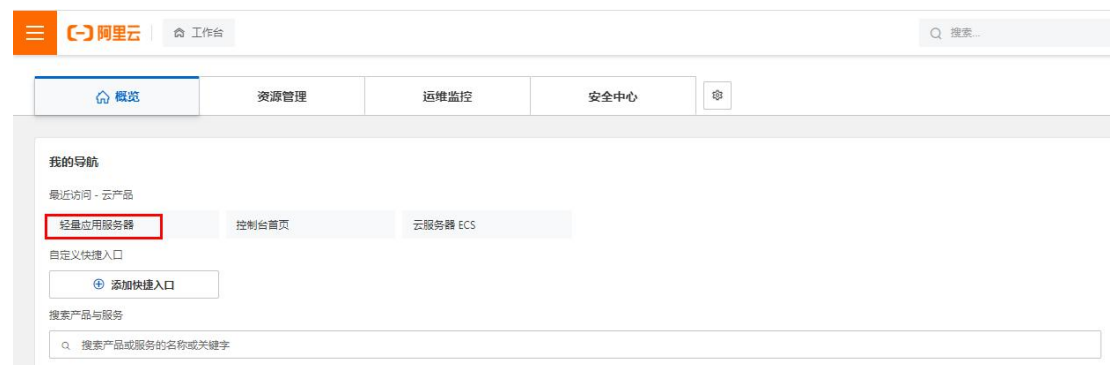 阿里云 工作台 搜索...
概览 资源管理 运维监控 安全中心
我的导航
最近访问 - 云产品
轻量应用服务器 控制台首页 云服务器 ECS
自定义快捷入口
添加快捷入口
搜索产品与服务
搜索产品或服务的名称或关键字